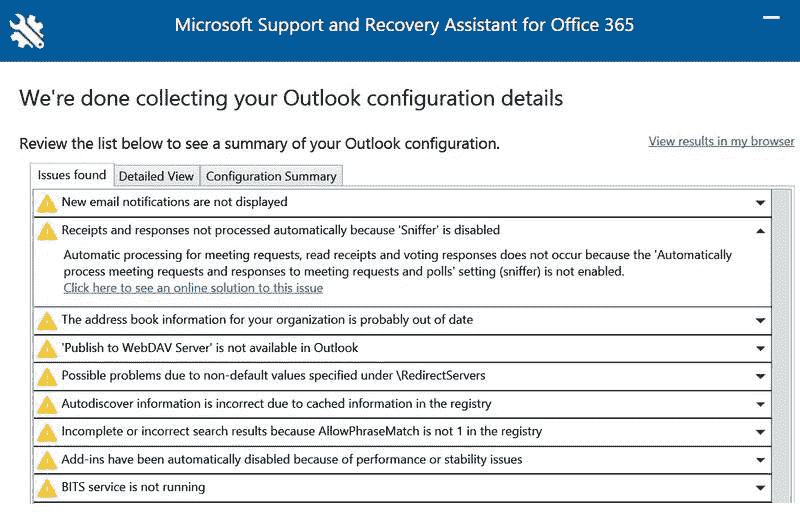 Microsoft Support and Recovery Assistant for Office 365
We're done collecting your Outlook configuration details
Review the list below to see a summary of your Outlook configuration.
View results in my browser
Issues found
Detailed View
Configuration Summary
New email notifications are not displayed
Receipts and responses not processed automatically because 'Sniffer' is disabled
Automatic processing for meeting requests, read receipts and voting responses does not occur because the 'Automatically
process meeting requests and responses to meeting requests and polls' setting (sniffer) is not enabled.
Click here to see an online solution to this issue
The address book information for your organization is probably out of date
'Publish to WebDAV Server' is not available in Outlook
Possible problems due to non-default values specified under \RedirectServers
Autodiscover information is incorrect due to cached information in the registry
Incomplete or incorrect search results because AllowPhraseMatch is not 1 in the registry
Add-ins have been automatically disabled because of performance or stability issues
BITS service is not running